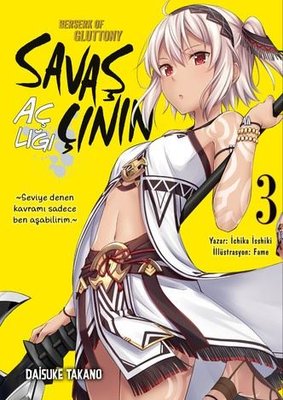 BERSERK OF
GLUTTONY
SAVAŞ
ÇININ
AÇ
LIĞI
~Seviye denen
kavramı sadece
ben aşabilirim.~
3
Yazar: Ichika Isshiki
İllüstrasyon: Fame
DAISUKE TAKANO